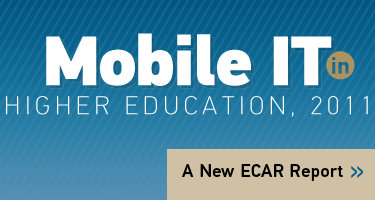 Mobile IT in
HIGHER EDUCATION, 2011
A New ECAR Report »